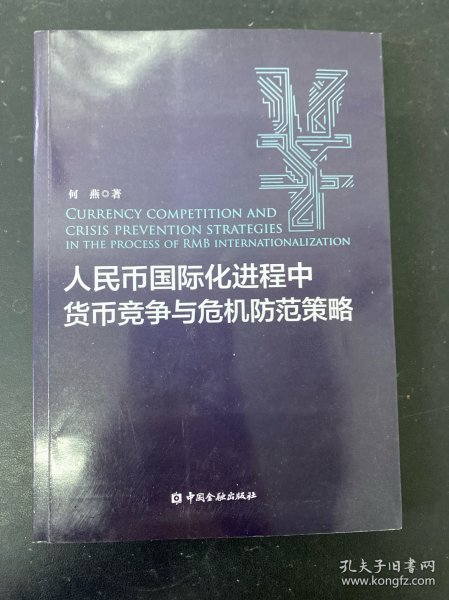 何 燕◎著
CURRENCY COMPETITION AND
CRISIS PREVENTION STRATEGIES
IN THE PROCESS OF RMB INTERNATIONALIZATION
人民币国际化进程中
货币竞争与危机防范策略
中国金融出版社
孔夫子旧书网
www.kongfz.com